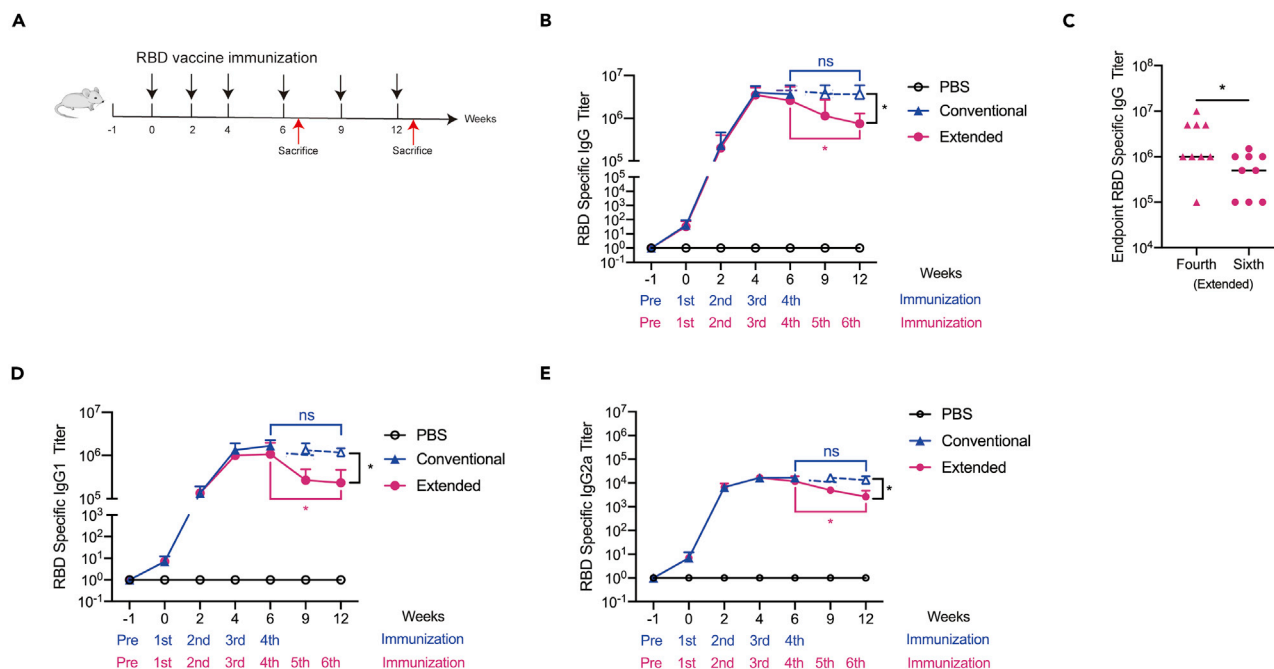 A
RBD vaccine immunization
-1 0 2 4 6 9 12 Weeks
Sacrifice Sacrifice
B
RBD Specific IgG Titer
10^7
10^6
10^5
10^5
10^4
10^3
10^2
10^1
10^0
10^-1
ns
*
*
PBS
Conventional
Extended
-1 0 2 4 6 9 12 Weeks
Pre 1st 2nd 3rd 4th Immunization
Pre 1st 2nd 3rd 4th 5th 6th Immunization
C
Endpoint RBD Specific IgG Titer
10^8
10^7
10^6
10^5
10^4
*
Fourth Sixth
(Extended)
D
RBD Specific IgG1 Titer
10^7
10^6
10^5
10^3
10^2
10^1
10^0
10^-1
ns
*
*
PBS
Conventional
Extended
-1 0 2 4 6 9 12 Weeks
Pre 1st 2nd 3rd 4th Immunization
Pre 1st 2nd 3rd 4th 5th 6th Immunization
E
RBD Specific IgG2a Titer
10^7
10^6
10^5
10^4
10^3
10^2
10^1
10^0
10^-1
ns
*
*
PBS
Conventional
Extended
-1 0 2 4 6 9 12 Weeks
Pre 1st 2nd 3rd 4th Immunization
Pre 1st 2nd 3rd 4th 5th 6th Immunization